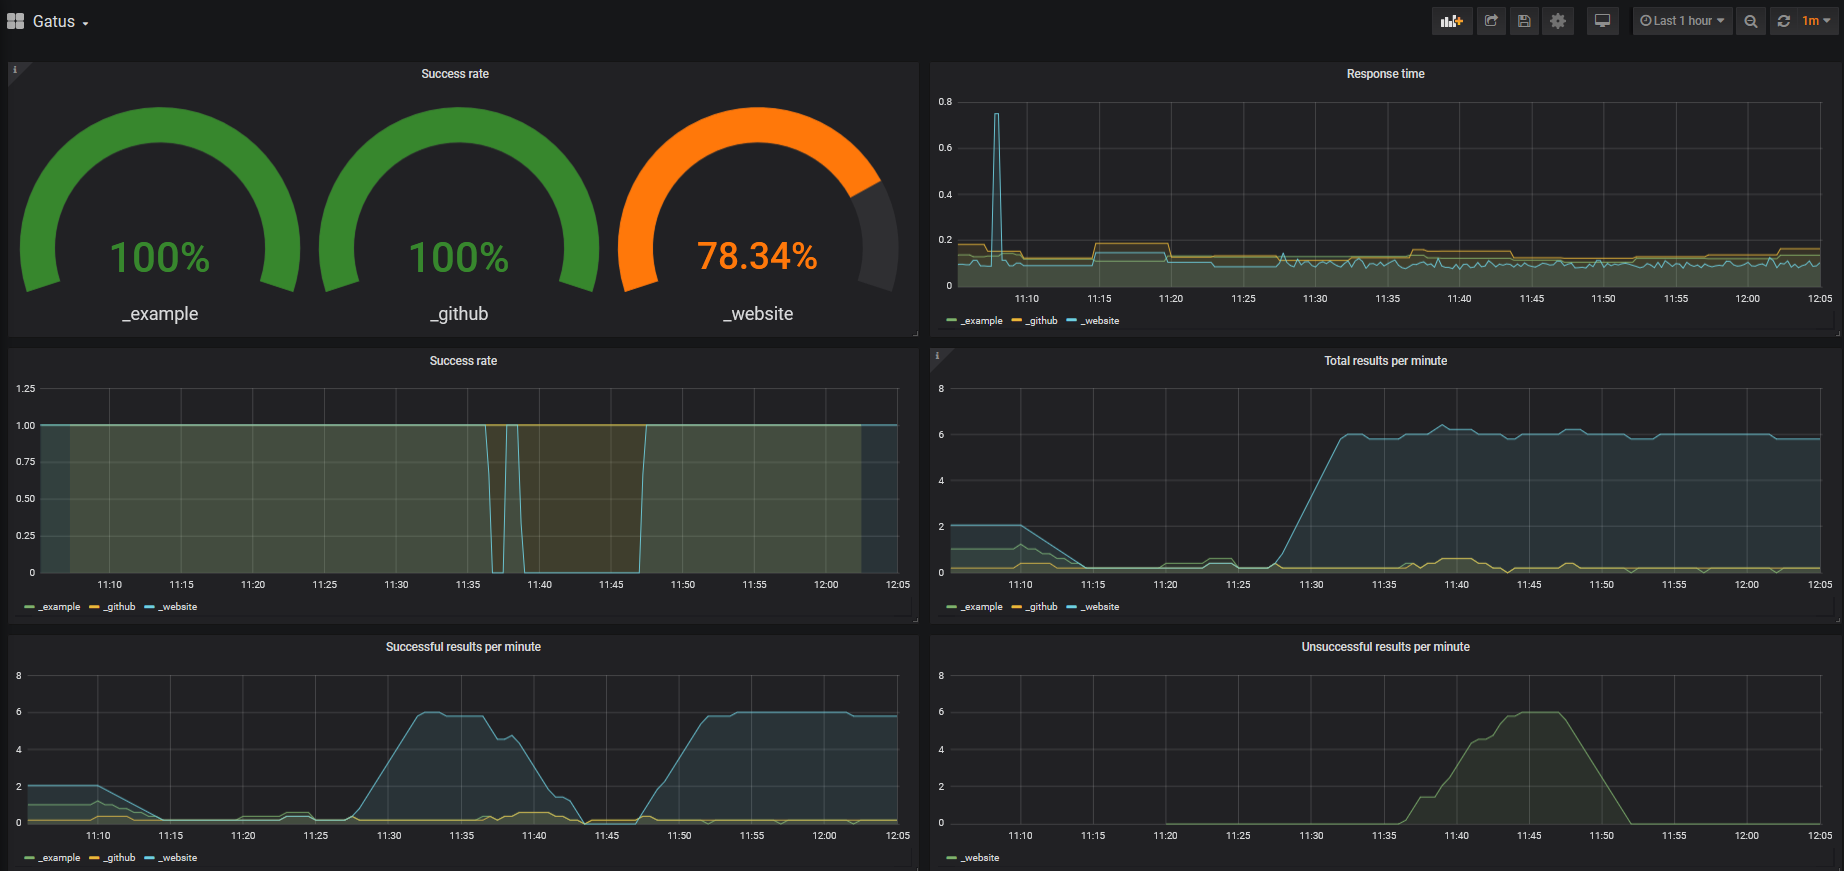 Gatus
Last 1 hour
1m
i
Success rate
100%
100%
78.34%
_example
_github
_website
Response time
0.8
0.6
0.4
0.2
0
11:10 11:15 11:20 11:25 11:30 11:35 11:40 11:45 11:50 11:55 12:00 12:05
_example _github _website
Success rate
1.25
1.00
0.75
0.50
0.25
0
11:10 11:15 11:20 11:25 11:30 11:35 11:40 11:45 11:50 11:55 12:00 12:05
_example _github _website
i
Total results per minute
8
6
4
2
0
11:10 11:15 11:20 11:25 11:30 11:35 11:40 11:45 11:50 11:55 12:00 12:05
_example _github _website
Successful results per minute
8
6
4
2
0
11:10 11:15 11:20 11:25 11:30 11:35 11:40 11:45 11:50 11:55 12:00 12:05
_example _github _website
Unsuccessful results per minute
8
6
4
2
0
11:10 11:15 11:20 11:25 11:30 11:35 11:40 11:45 11:50 11:55 12:00 12:05
_website